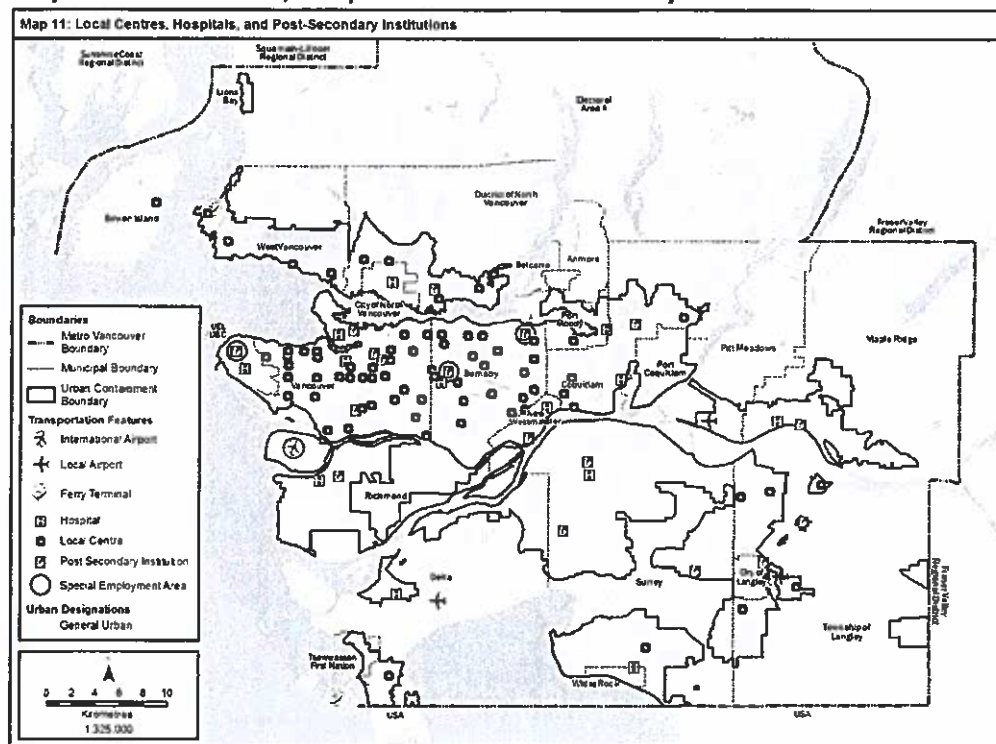 Map 11: Local Centres, Hospitals, and Post-Secondary Institutions
Sunshine Coast
Regional District
Squamish-Lillooet
Regional District
Lions
Bay
Electoral
Area A
Bowen Island
District of North
Vancouver
Fraser Valley
Regional District
West Vancouver
Belcarra
Anmore
City of North
Vancouver
Port
Moody
Pitt Meadows
Maple Ridge
UBC
Vancouver
Burnaby
Coquitlam
Port
Coquitlam
New
Westminster
Richmond
Delta
Surrey
City of
Langley
Township of
Langley
Fraser Valley
Regional District
Tsawwassen
First Nation
White Rock
USA
USA
Boundaries
Metro Vancouver
Boundary
Municipal Boundary
Urban Containment
Boundary
Transportation Features
International Airport
Local Airport
Ferry Terminal
Hospital
Local Centre
Post Secondary Institution
Special Employment Area
Urban Designations
General Urban
0 2 4 6 8 10
Kilometres
1:325,000